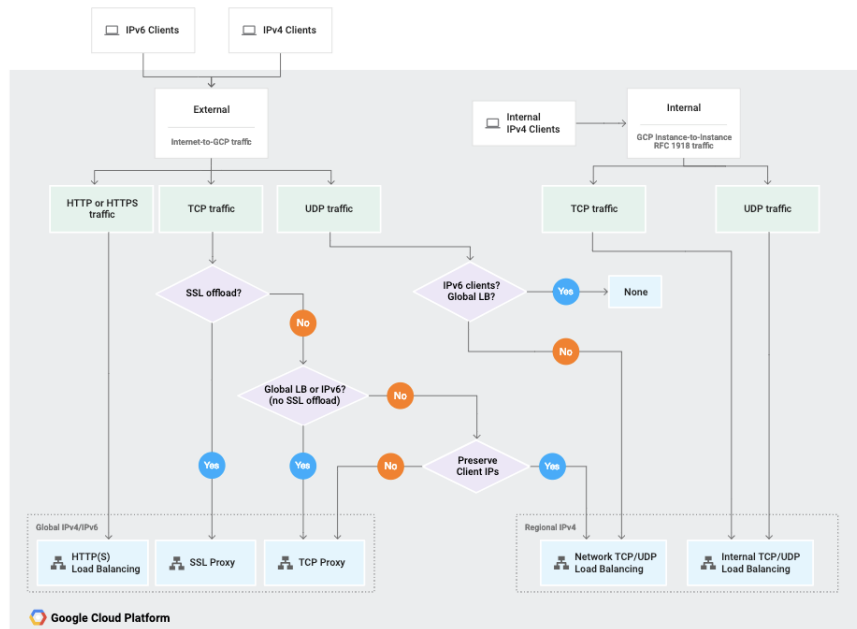 IPv6 Clients
IPv4 Clients
External
Internet-to-GCP traffic
Internal
IPv4 Clients
Internal
GCP Instance-to-Instance
RFC 1918 traffic
HTTP or HTTPS
traffic
TCP traffic
UDP traffic
TCP traffic
UDP traffic
SSL offload?
IPv6 clients?
Global LB?
Yes
None
No
No
Global LB or IPv6?
(no SSL offload)
No
Yes
Yes
No
Preserve
Client IPs
Yes
Global IPv4/IPv6
Regional IPv4
HTTP(S)
Load Balancing
SSL Proxy
TCP Proxy
Network TCP/UDP
Load Balancing
Internal TCP/UDP
Load Balancing
Google Cloud Platform